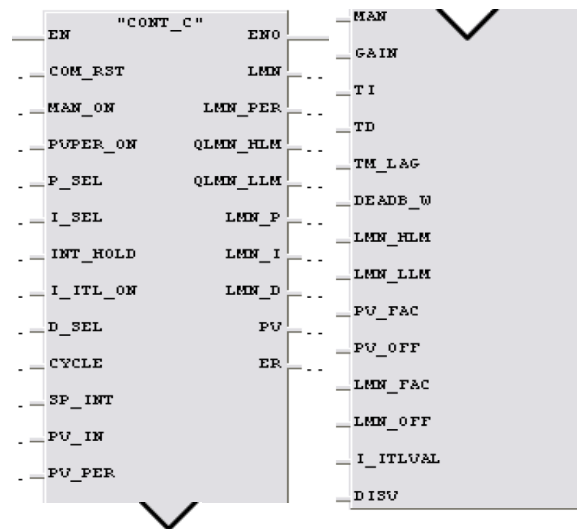 "CONT_C"
EN ENO
COM_RST LMN
MAN_ON LMN_PER
PVPER_ON QLMN_HLM
P_SEL QLMN_LLM
I_SEL LMN_P
INT_HOLD LMN_I
I_ITL_ON LMN_D
D_SEL PV
CYCLE ER
SP_INT
PV_IN
PV_PER
MAN
GAIN
TI
TD
TM_LAG
DEADB_W
LMN_HLM
LMN_LLM
PV_FAC
PV_OFF
LMN_FAC
LMN_OFF
I_ITLVAL
DISV